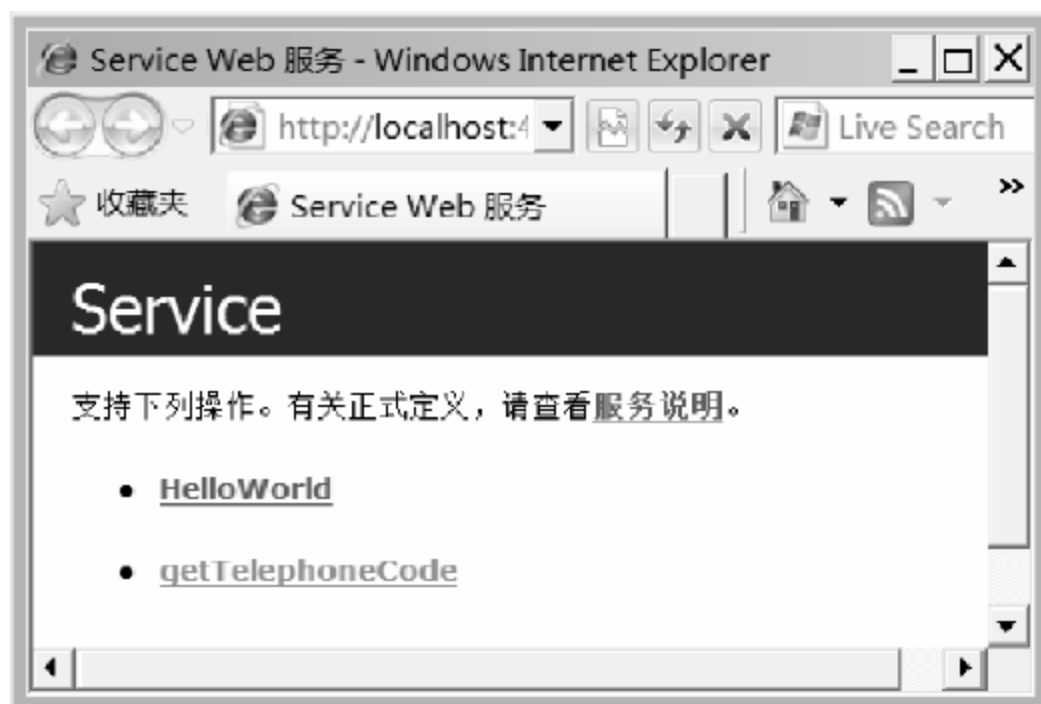 Service Web 服务 - Windows Internet Explorer
http://localhost:4
Live Search
收藏夹
Service Web 服务
Service
支持下列操作。有关正式定义，请查看服务说明。
HelloWorld
getTelephoneCode